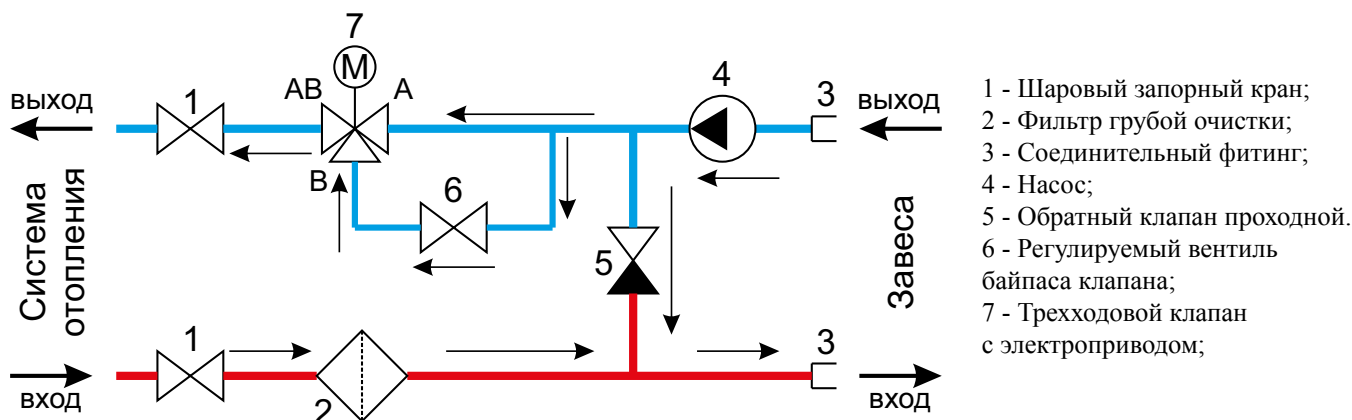 7
M
AB
A
B
1
4
3
выход
выход
6
5
Система
отопления
Завеса
1
2
3
вход
вход
1 - Шаровый запорный кран;
2 - Фильтр грубой очистки;
3 - Соединительный фитинг;
4 - Насос;
5 - Обратный клапан проходной.
6 - Регулируемый вентиль
байпаса клапана;
7 - Трехходовой клапан
с электроприводом;